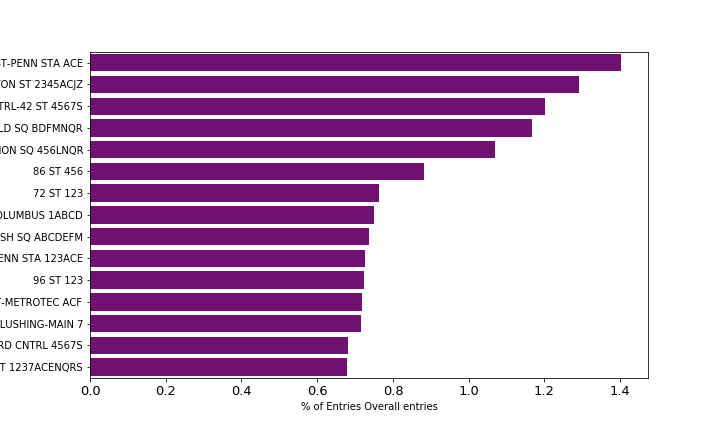 T-PENN STA ACE
ON ST 2345ACJZ
TRL-42 ST 4567S
LD SQ BDFMNQR
ION SQ 456LNQR
86 ST 456
72 ST 123
OLUMBUS 1ABCD
SH SQ ABCDEFM
ENN STA 123ACE
96 ST 123
T-METROTEC ACF
LUSHING-MAIN 7
RD CNTRL 4567S
T 1237ACENQRS
0.0 0.2 0.4 0.6 0.8 1.0 1.2 1.4
% of Entries Overall entries